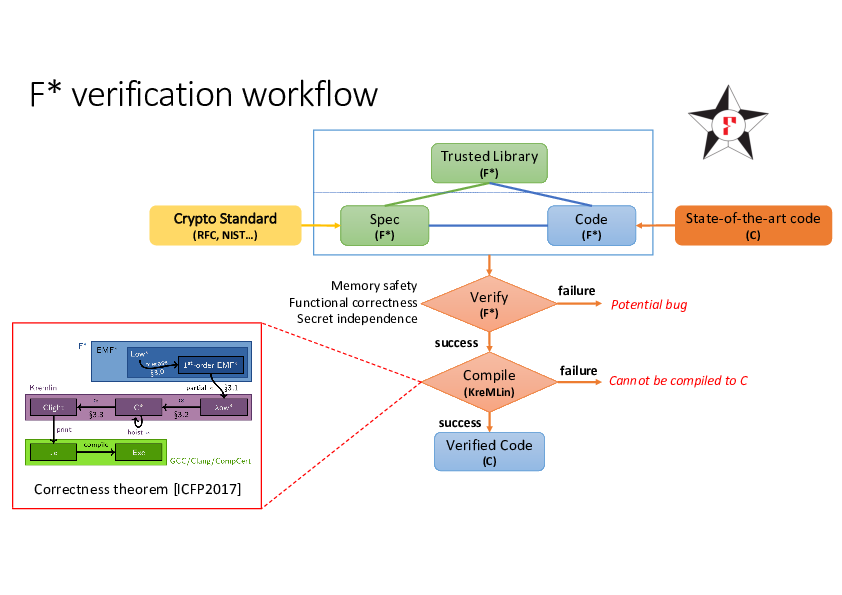 F* verification workflow
F
Trusted Library
(F*)
Crypto Standard
(RFC, NIST…)
Spec
(F*)
Code
(F*)
State-of-the-art code
(C)
Memory safety
Functional correctness
Secret independence
Verify
(F*)
failure
Potential bug
success
Compile
(KreMLin)
failure
Cannot be compiled to C
success
Verified Code
(C)
F*
EMF*
Low*
§3.0
1st-order EMF*
Kremlin
partial
§3.1
Clight
§3.3
C*
§3.2
λow*
hoist
print
.c
compile
Exe
GCC/Clang/CompCert
Correctness theorem [ICFP2017]